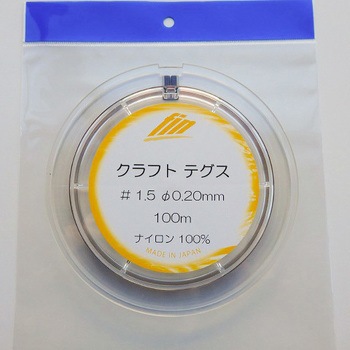 fin
クラフト テグス
# 1.5 φ0.20mm
100m
ナイロン 100%
MADE IN JAPAN